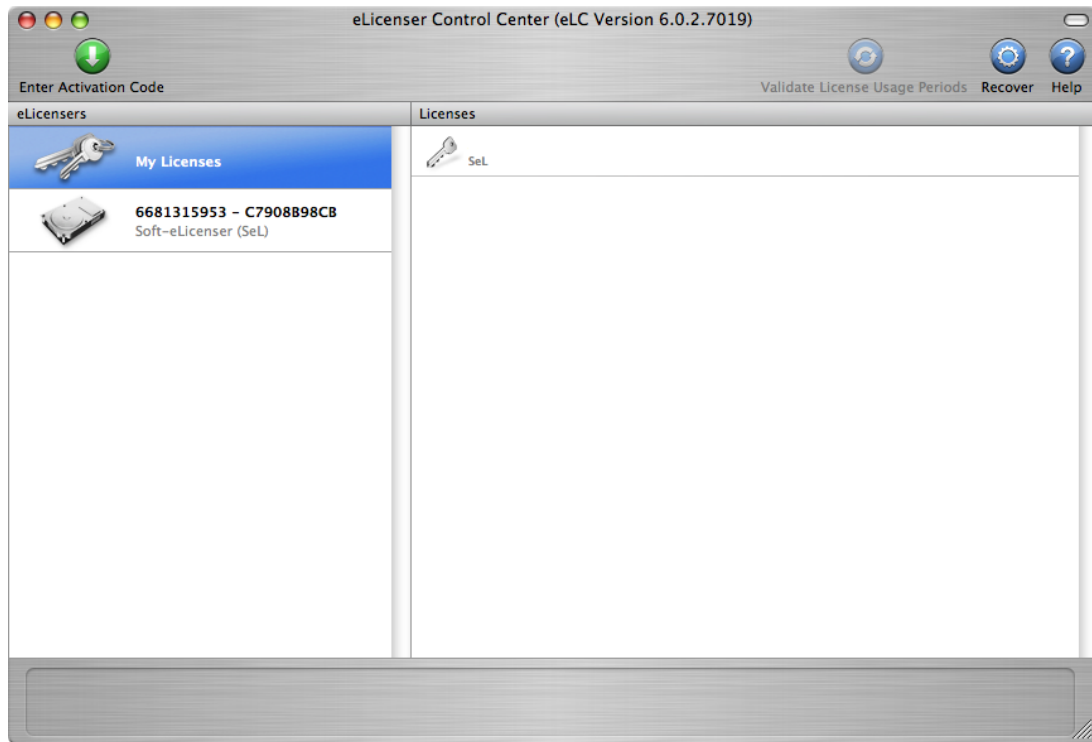 eLicenser Control Center (eLC Version 6.0.2.7019)
Enter Activation Code
Validate License Usage Periods
Recover
Help
eLicensers
Licenses
My Licenses
SeL
6681315953 – C7908B98CB
Soft-eLicenser (SeL)